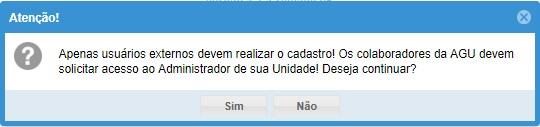 Atenção!
Apenas usuários externos devem realizar o cadastro! Os colaboradores da AGU devem
solicitar acesso ao Administrador de sua Unidade! Deseja continuar?
Sim Não